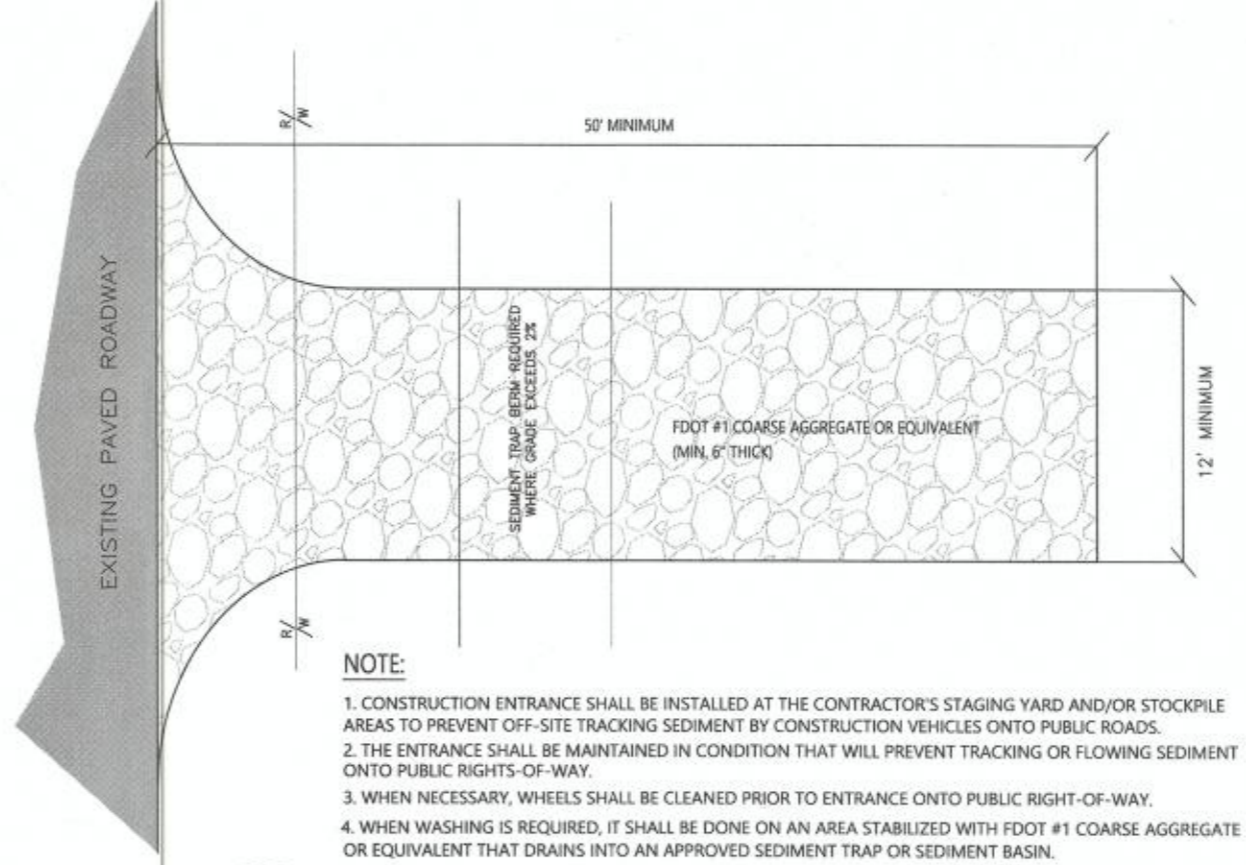 R/W
50' MINIMUM
EXISTING PAVED ROADWAY
SEDIMENT TRAP BERM REQUIRED
WHERE GRADE EXCEEDS 2%
FDOT #1 COARSE AGGREGATE OR EQUIVALENT
(MIN. 6" THICK)
12' MINIMUM
R/W
NOTE:
1. CONSTRUCTION ENTRANCE SHALL BE INSTALLED AT THE CONTRACTOR'S STAGING YARD AND/OR STOCKPILE
AREAS TO PREVENT OFF-SITE TRACKING SEDIMENT BY CONSTRUCTION VEHICLES ONTO PUBLIC ROADS.
2. THE ENTRANCE SHALL BE MAINTAINED IN CONDITION THAT WILL PREVENT TRACKING OR FLOWING SEDIMENT
ONTO PUBLIC RIGHTS-OF-WAY.
3. WHEN NECESSARY, WHEELS SHALL BE CLEANED PRIOR TO ENTRANCE ONTO PUBLIC RIGHT-OF-WAY.
4. WHEN WASHING IS REQUIRED, IT SHALL BE DONE ON AN AREA STABILIZED WITH FDOT #1 COARSE AGGREGATE
OR EQUIVALENT THAT DRAINS INTO AN APPROVED SEDIMENT TRAP OR SEDIMENT BASIN.